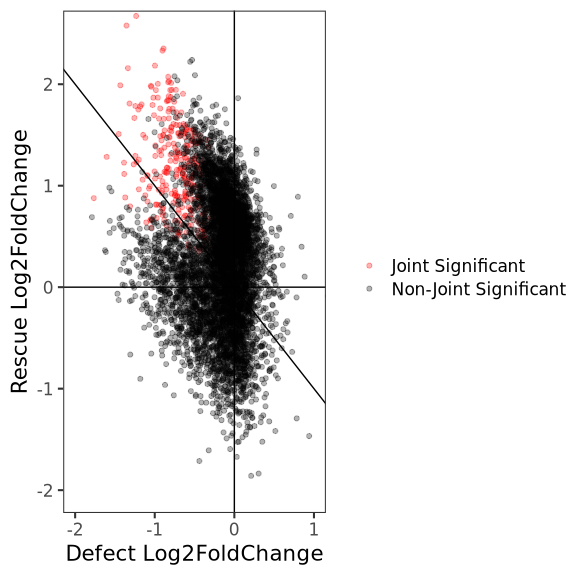 2
1
0
-1
-2
-2 -1 0 1
Rescue Log2FoldChange
Defect Log2FoldChange
Joint Significant
Non-Joint Significant